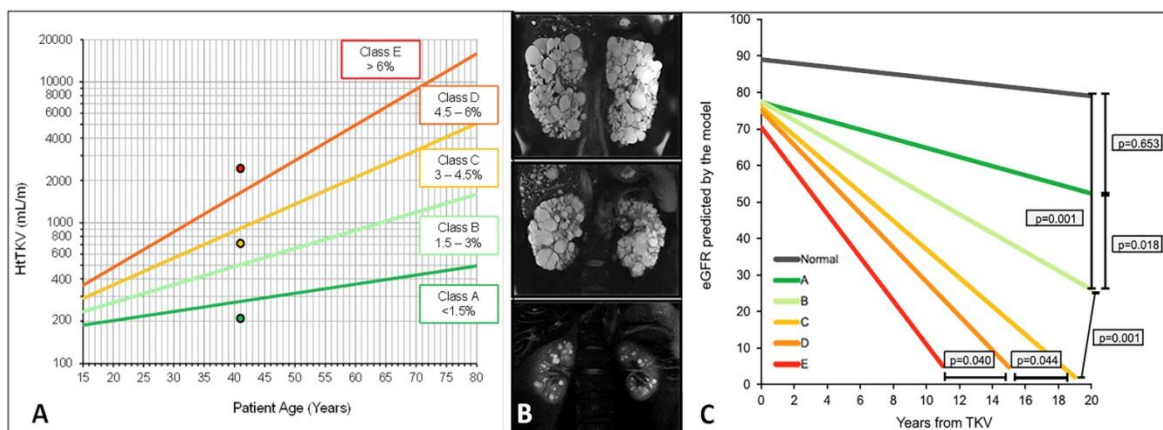 20000
10000
8000
6000
4000
2000
1000
800
600
400
200
100
HtTKV (mL/m)
15 20 25 30 35 40 45 50 55 60 65 70 75 80
Patient Age (Years)
Class E
> 6%
Class D
4.5 – 6%
Class C
3 – 4.5%
Class B
1.5 – 3%
Class A
<1.5%
A
B
100
90
80
70
60
50
40
30
20
10
0
eGFR predicted by the model
0 2 4 6 8 10 12 14 16 18 20
Years from TKV
Normal
A
B
C
D
E
p=0.653
p=0.001
p=0.018
p=0.001
p=0.040
p=0.044
C